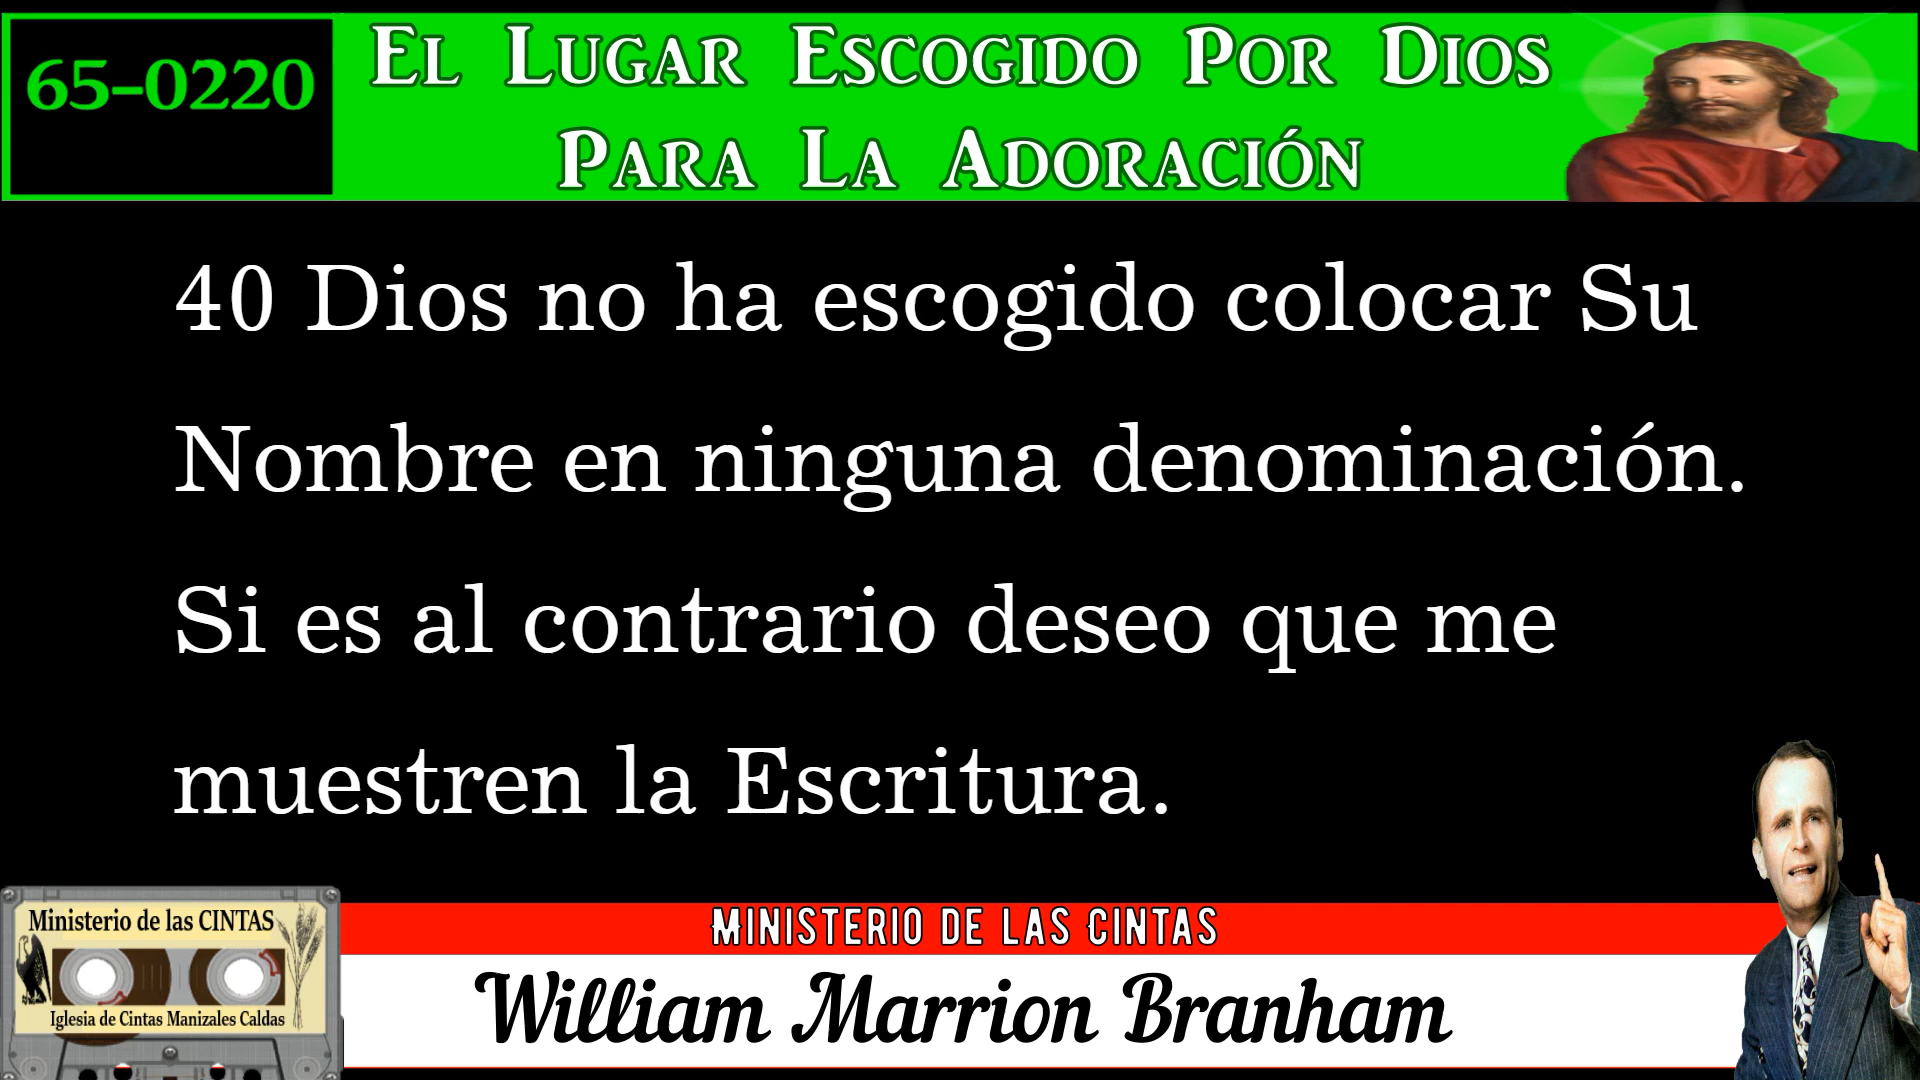 65-0220
El Lugar Escogido Por Dios
Para La Adoración
40 Dios no ha escogido colocar Su
Nombre en ninguna denominación.
Si es al contrario deseo que me
muestren la Escritura.
Ministerio de las CINTAS
Iglesia de Cintas Manizales Caldas
MINISTERIO DE LAS CINTAS
William Marrion Branham